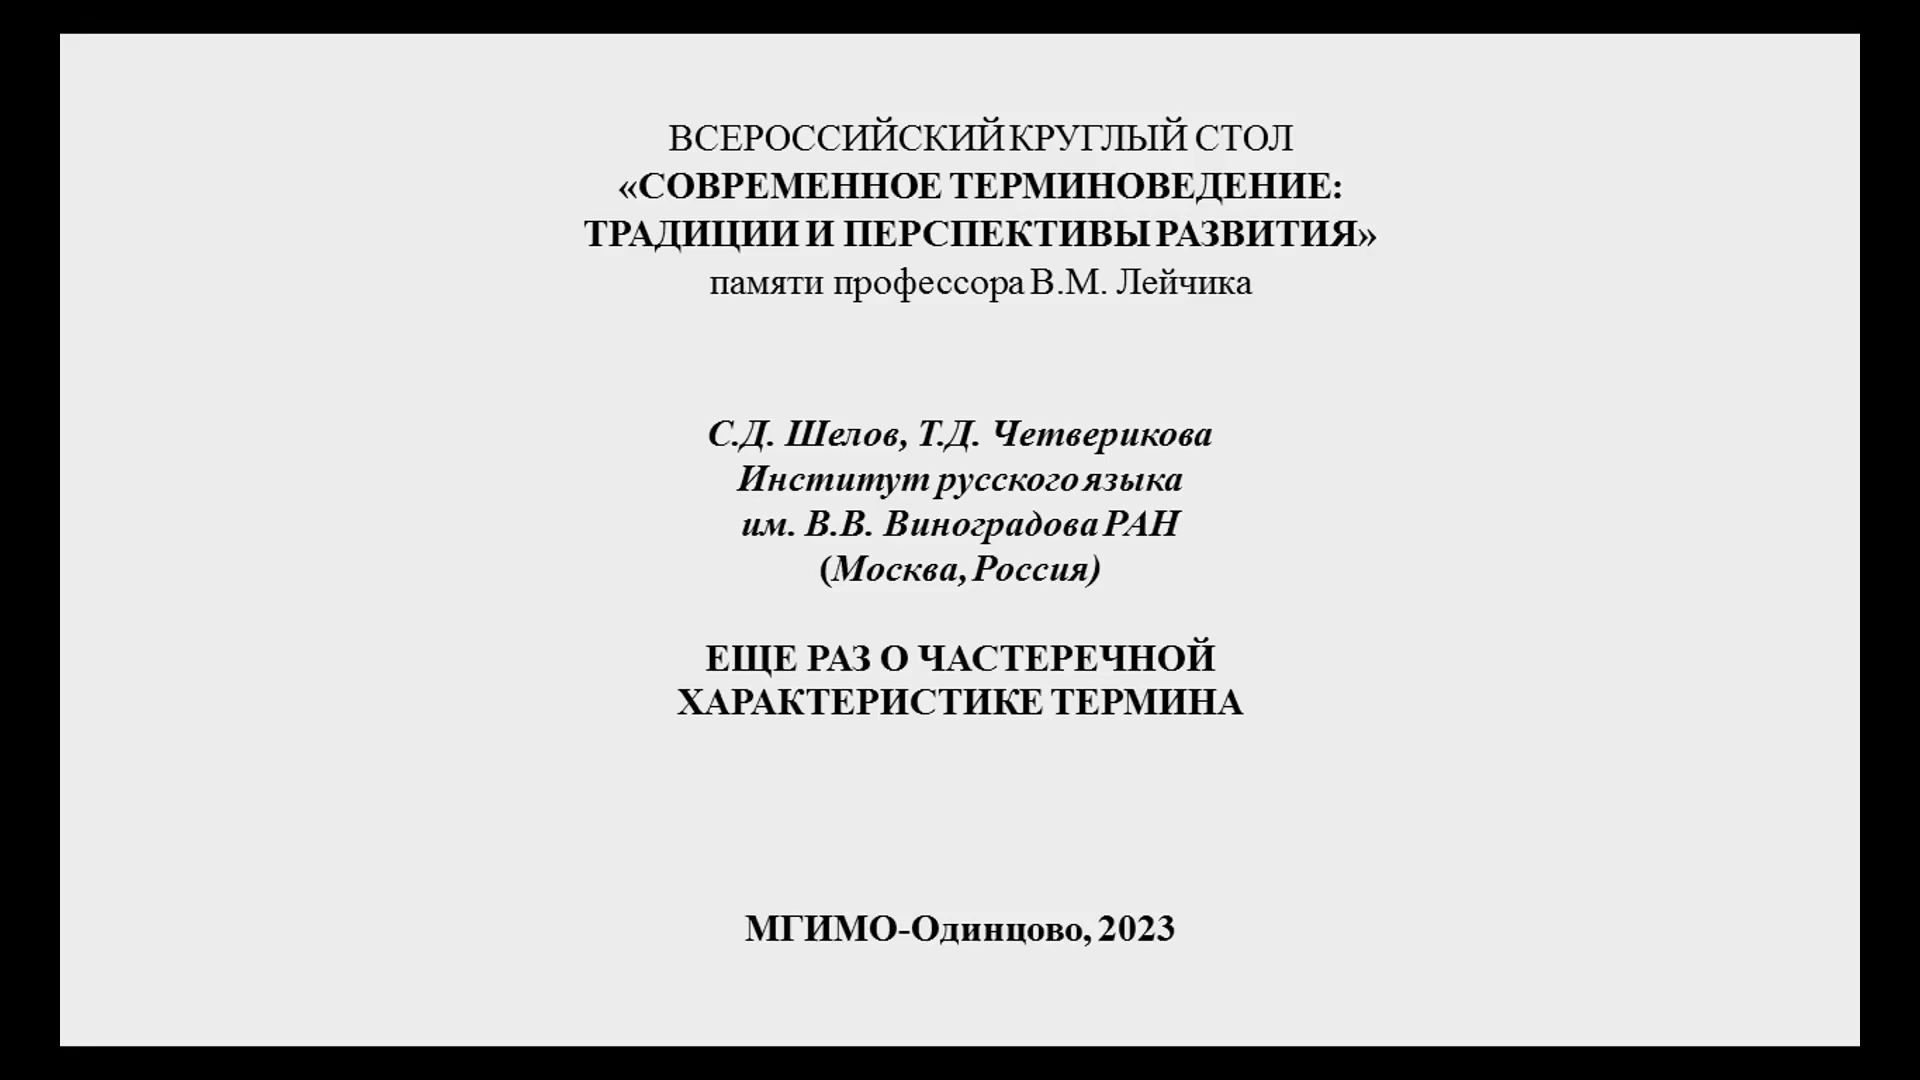 ВСЕРОССИЙСКИЙ КРУГЛЫЙ СТОЛ
«СОВРЕМЕННОЕ ТЕРМИНОВЕДЕНИЕ:
ТРАДИЦИИ И ПЕРСПЕКТИВЫ РАЗВИТИЯ»
памяти профессора В.М. Лейчика
С.Д. Шелов, Т.Д. Четверикова
Институт русского языка
им. В.В. Виноградова РАН
(Москва, Россия)
ЕЩЕ РАЗ О ЧАСТЕРЕЧНОЙ
ХАРАКТЕРИСТИКЕ ТЕРМИНА
МГИМО-Одинцово, 2023